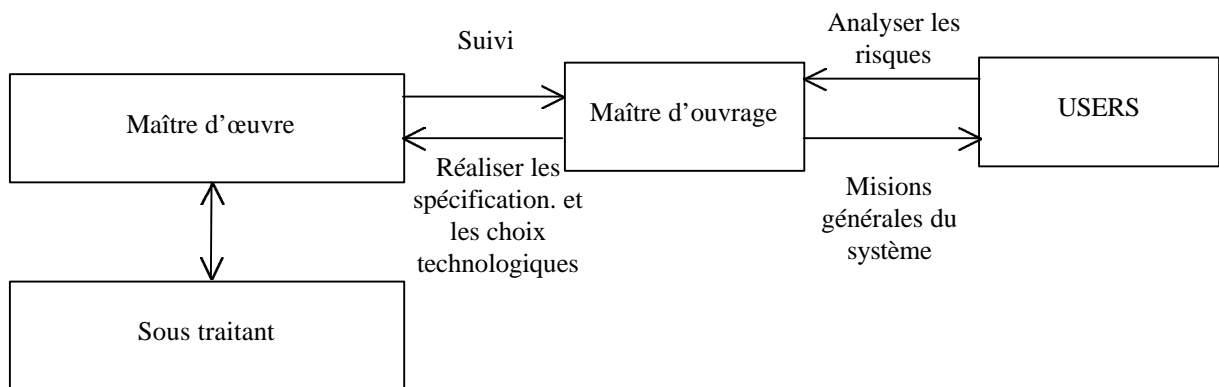 Suivi
Analyser les
risques
Maître d'œuvre
Maître d'ouvrage
USERS
Réaliser les
spécification. et
les choix
technologiques
Misions
générales du
système
Sous traitant